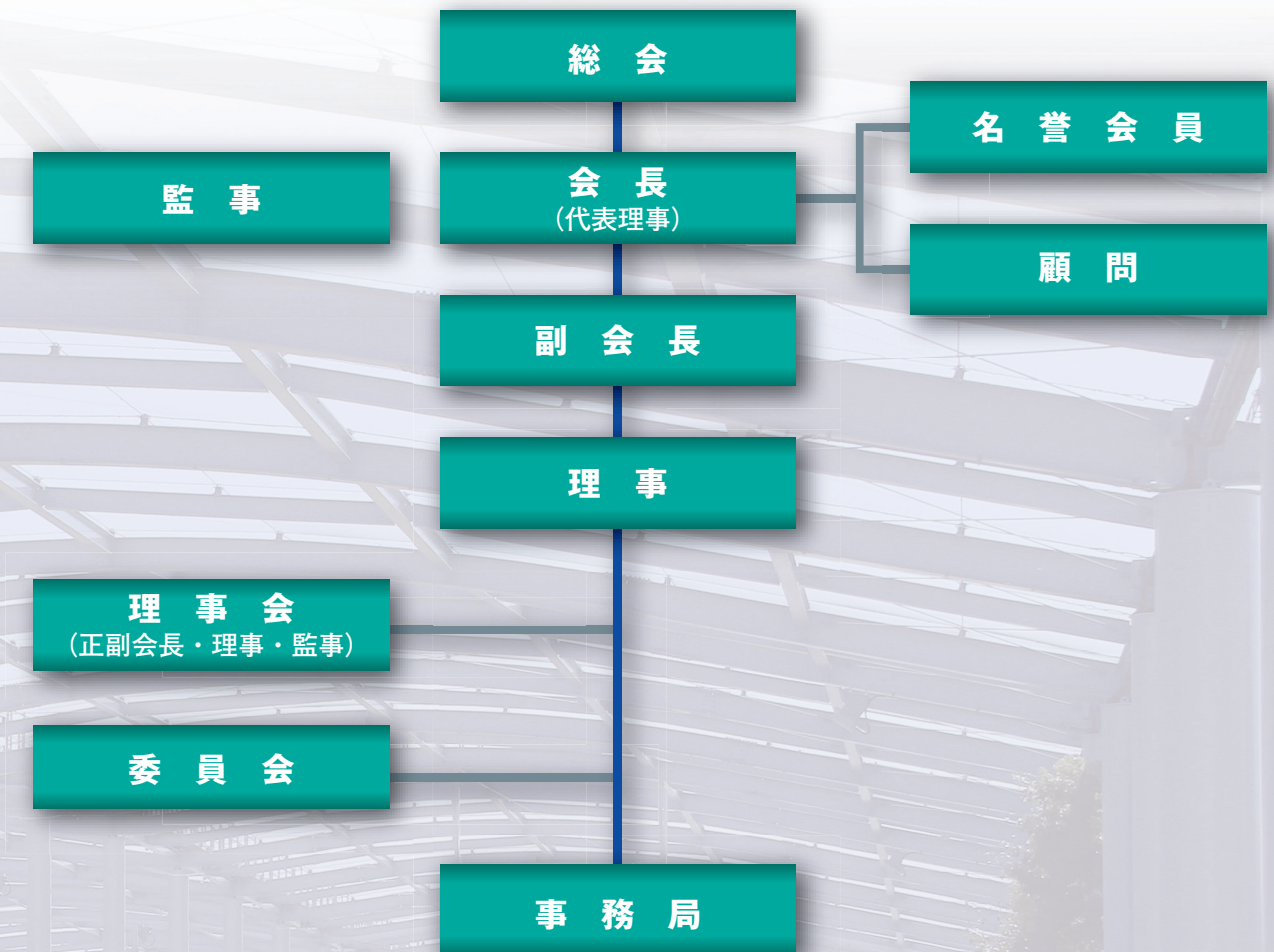 総 会
名 誉 会 員
監 事
会 長
（代表理事）
顧 問
副 会 長
理 事
理 事 会
（正副会長・理事・監事）
委 員 会
事 務 局